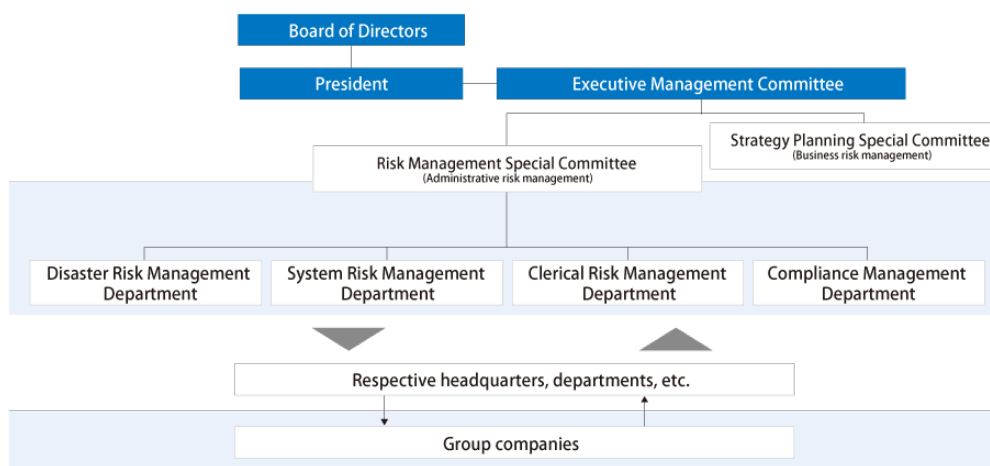 Board of Directors
President
Executive Management Committee
Strategy Planning Special Committee
(Business risk management)
Risk Management Special Committee
(Administrative risk management)
Disaster Risk Management
Department
System Risk Management
Department
Clerical Risk Management
Department
Compliance Management
Department
Respective headquarters, departments, etc.
Group companies